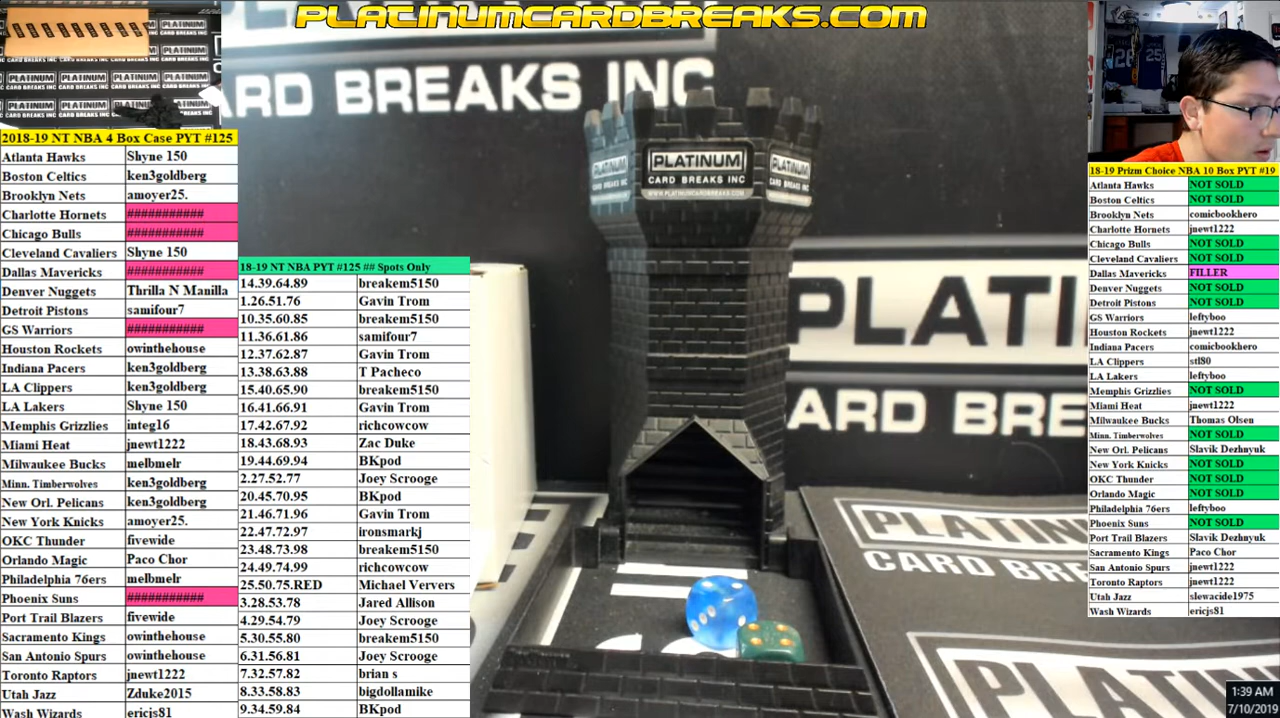 PLATINUMCARDBREAKS.COM
2018-19 NT NBA 4 Box Case PYT #125
Atlanta Hawks Shyne 150
Boston Celtics ken3goldberg
Brooklyn Nets amoyer25.
Charlotte Hornets ###########
Chicago Bulls ###########
Cleveland Cavaliers Shyne 150
Dallas Mavericks ###########
Denver Nuggets Thrilla N Manilla
Detroit Pistons samifour7
GS Warriors ###########
Houston Rockets owinthehouse
Indiana Pacers ken3goldberg
LA Clippers ken3goldberg
LA Lakers Shyne 150
Memphis Grizzlies integ16
Miami Heat jnewt1222
Milwaukee Bucks melbmelr
Minn. Timberwolves ken3goldberg
New Orl. Pelicans ken3goldberg
New York Knicks amoyer25.
OKC Thunder fivewide
Orlando Magic Paco Chor
Philadelphia 76ers melbmelr
Phoenix Suns ###########
Port Trail Blazers fivewide
Sacramento Kings owinthehouse
San Antonio Spurs owinthehouse
Toronto Raptors jnewt1222
Utah Jazz Zduke2015
Wash Wizards ericjs81
18-19 NT NBA PYT #125 ## Spots Only
14.39.64.89 breakem5150
1.26.51.76 Gavin Trom
10.35.60.85 breakem5150
11.36.61.86 samifour7
12.37.62.87 Gavin Trom
13.38.63.88 T Pacheco
15.40.65.90 breakem5150
16.41.66.91 Gavin Trom
17.42.67.92 richcowcow
18.43.68.93 Zac Duke
19.44.69.94 BKpod
2.27.52.77 Joey Scrooge
20.45.70.95 BKpod
21.46.71.96 Gavin Trom
22.47.72.97 ironsmarkj
23.48.73.98 breakem5150
24.49.74.99 richcowcow
25.50.75.RED Michael Ververs
3.28.53.78 Jared Allison
4.29.54.79 Joey Scrooge
5.30.55.80 breakem5150
6.31.56.81 Joey Scrooge
7.32.57.82 brian s
8.33.58.83 bigdollamike
9.34.59.84 BKpod
ARD BREAKS INC
PLATINUM
CARD BREAKS INC
WWW.PLATINUMCARDBREAKS.COM
PLATI
ARD BRE
PLATINUM
CARD BREAKS
PLATINUM
18-19 Prizm Choice NBA 10 Box PYT #19
Atlanta Hawks NOT SOLD
Boston Celtics NOT SOLD
Brooklyn Nets comicbookhero
Charlotte Hornets jnewt1222
Chicago Bulls NOT SOLD
Cleveland Cavaliers NOT SOLD
Dallas Mavericks FILLER
Denver Nuggets NOT SOLD
Detroit Pistons NOT SOLD
GS Warriors leftyboo
Houston Rockets jnewt1222
Indiana Pacers comicbookhero
LA Clippers stl80
LA Lakers leftyboo
Memphis Grizzlies NOT SOLD
Miami Heat jnewt1222
Milwaukee Bucks Thomas Olsen
Minn. Timberwolves NOT SOLD
New Orl. Pelicans Slavik Dezhnyuk
New York Knicks NOT SOLD
OKC Thunder NOT SOLD
Orlando Magic NOT SOLD
Philadelphia 76ers leftyboo
Phoenix Suns NOT SOLD
Port Trail Blazers Slavik Dezhnyuk
Sacramento Kings Paco Chor
San Antonio Spurs jnewt1222
Toronto Raptors jnewt1222
Utah Jazz slewacide1975
Wash Wizards ericjs81
1:39 AM
7/10/2019